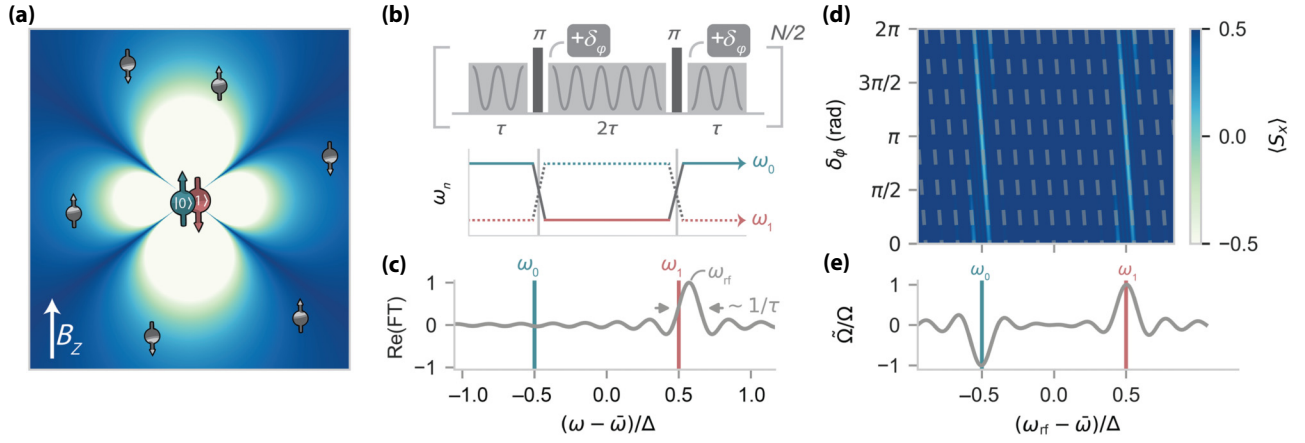 (a)
|0⟩
1⟩
B_Z
(b)
π
+δ_φ
π
+δ_φ
N/2
τ
2τ
τ
ω_n
ω_0
ω_1
(c)
ω_0
ω_1
ω_rf
~ 1/τ
Re(FT)
1
0
−1
−1.0
−0.5
0.0
0.5
1.0
(ω − ω̄)/Δ
(d)
2π
3π/2
π
π/2
0
δ_ϕ (rad)
0.5
0.0
−0.5
⟨S_x⟩
(e)
ω_0
ω_1
Ω̃/Ω
1
0
−1
−0.5
0.0
0.5
(ω_rf − ω̄)/Δ